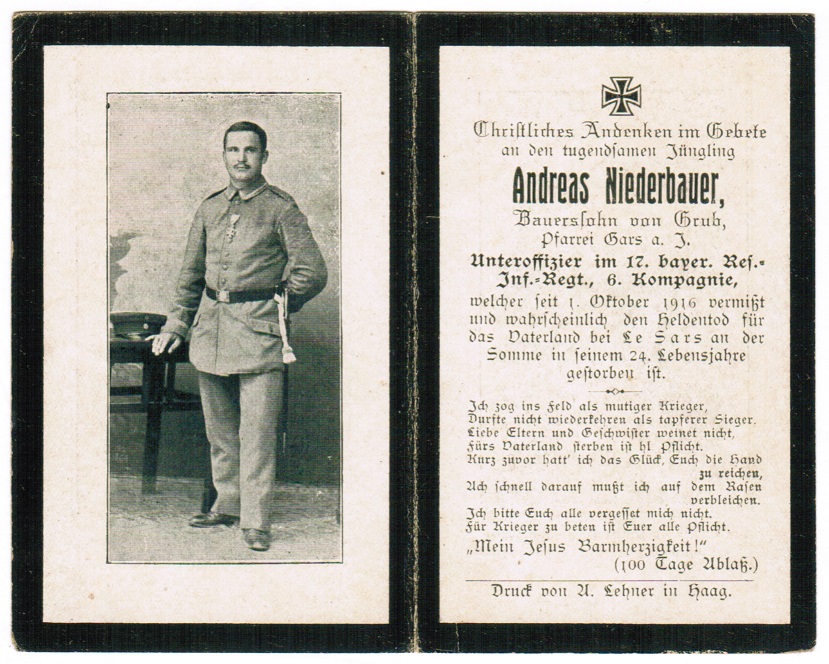 Christliches Andenken im Gebete
an den tugendsamen Jüngling
Andreas Niederbauer,
Bauerssohn von Grub,
Pfarrei Gars a. J.
Unteroffizier im 17. bayer. Res.-
Inf.-Regt., 6. Kompagnie,
welcher seit 1. Oktober 1916 vermißt
und wahrscheinlich den Heldentod für
das Vaterland bei Le Sars an der
Somme in seinem 24. Lebensjahre
gestorben ist.
Ich zog ins Feld als mutiger Krieger,
Durfte nicht wiederkehren als tapferer Sieger.
Liebe Eltern und Geschwister weinet nicht,
Fürs Vaterland sterben ist hl Pflicht.
Kurz zuvor hatt' ich das Glück, Euch die Hand
zu reichen,
Ach schnell darauf mußt ich auf dem Rasen
verbleichen.
Ich bitte Euch alle vergesset mich nicht.
Für Krieger zu beten ist Euer alle Pflicht.
„Mein Jesus Barmherzigkeit!"
(100 Tage Ablaß.)
Druck von A. Lehner in Haag.